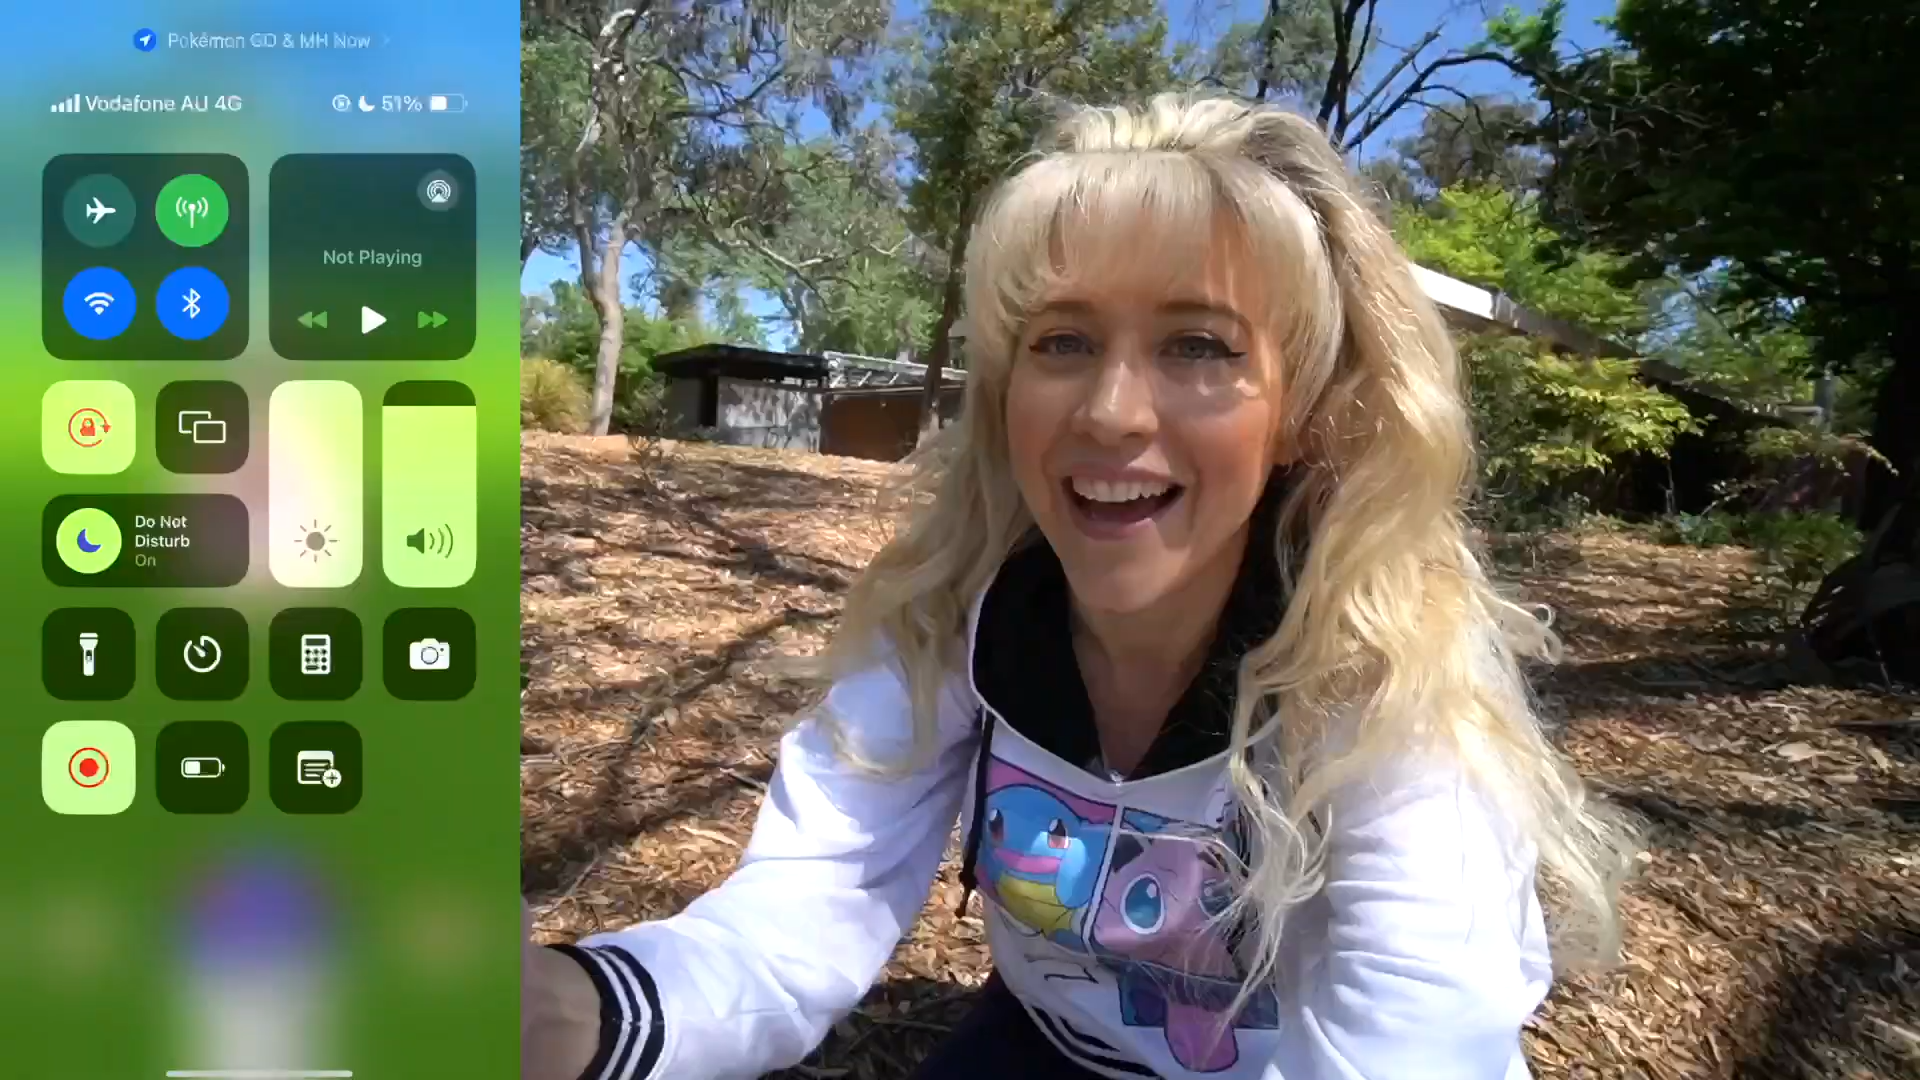 Pokémon GO & MH Now
Vodafone AU 4G
51%
Not Playing
Do Not
Disturb
On